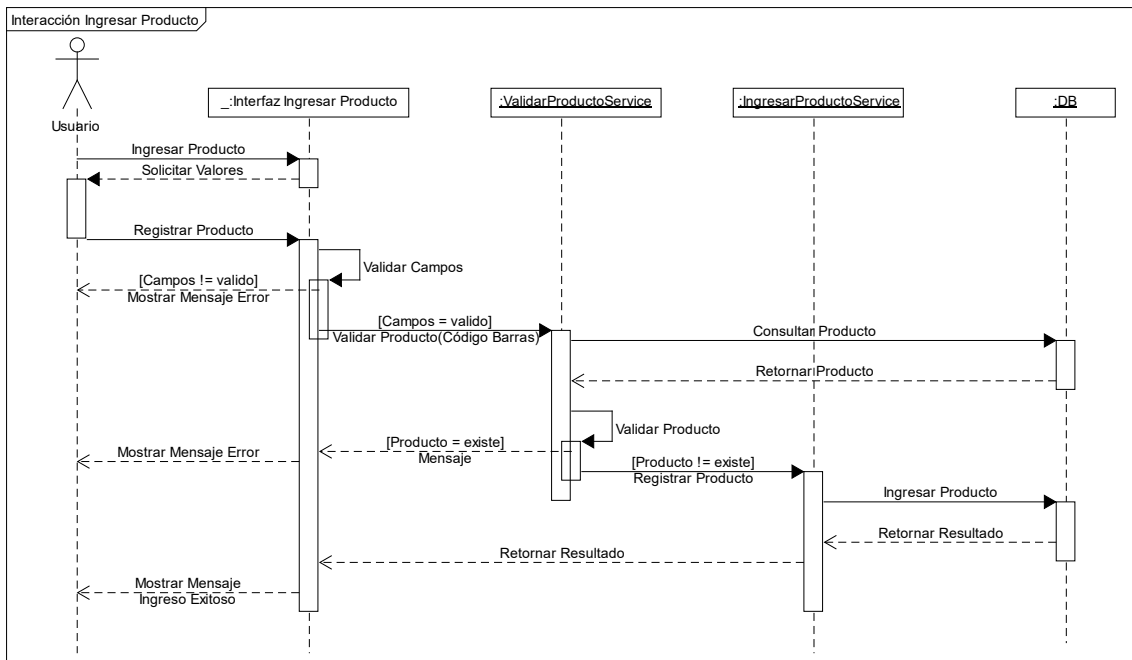 Interacción Ingresar Producto
Usuario
_:Interfaz Ingresar Producto
:ValidarProductoService
:IngresarProductoService
:DB
Ingresar Producto
Solicitar Valores
Registrar Producto
Validar Campos
[Campos != valido]
Mostrar Mensaje Error
[Campos = valido]
Validar Producto(Código Barras)
Consultar Producto
Retornar Producto
Validar Producto
[Producto = existe]
Mensaje
Mostrar Mensaje Error
[Producto != existe]
Registrar Producto
Ingresar Producto
Retornar Resultado
Retornar Resultado
Mostrar Mensaje
Ingreso Exitoso